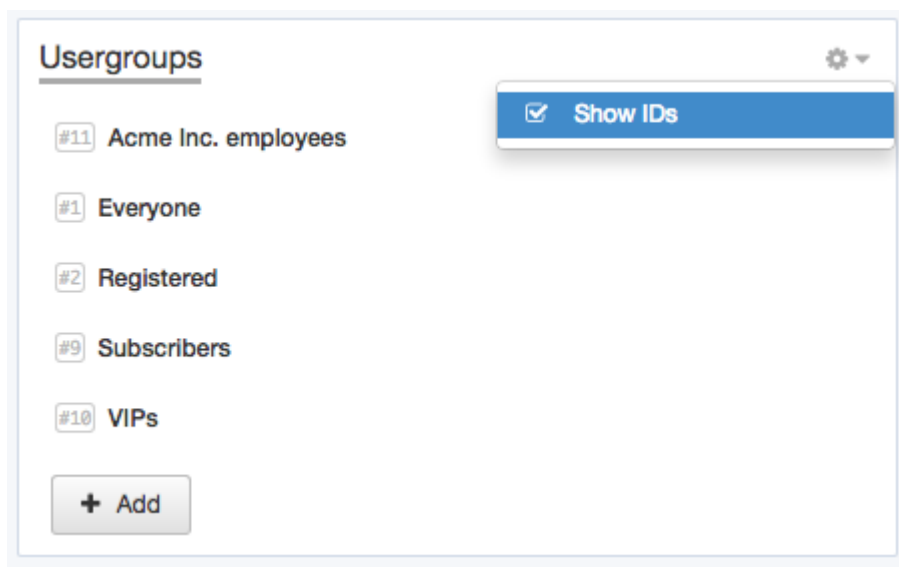 Usergroups
Show IDs
#11 Acme Inc. employees
#1 Everyone
#2 Registered
#9 Subscribers
#10 VIPs
+ Add